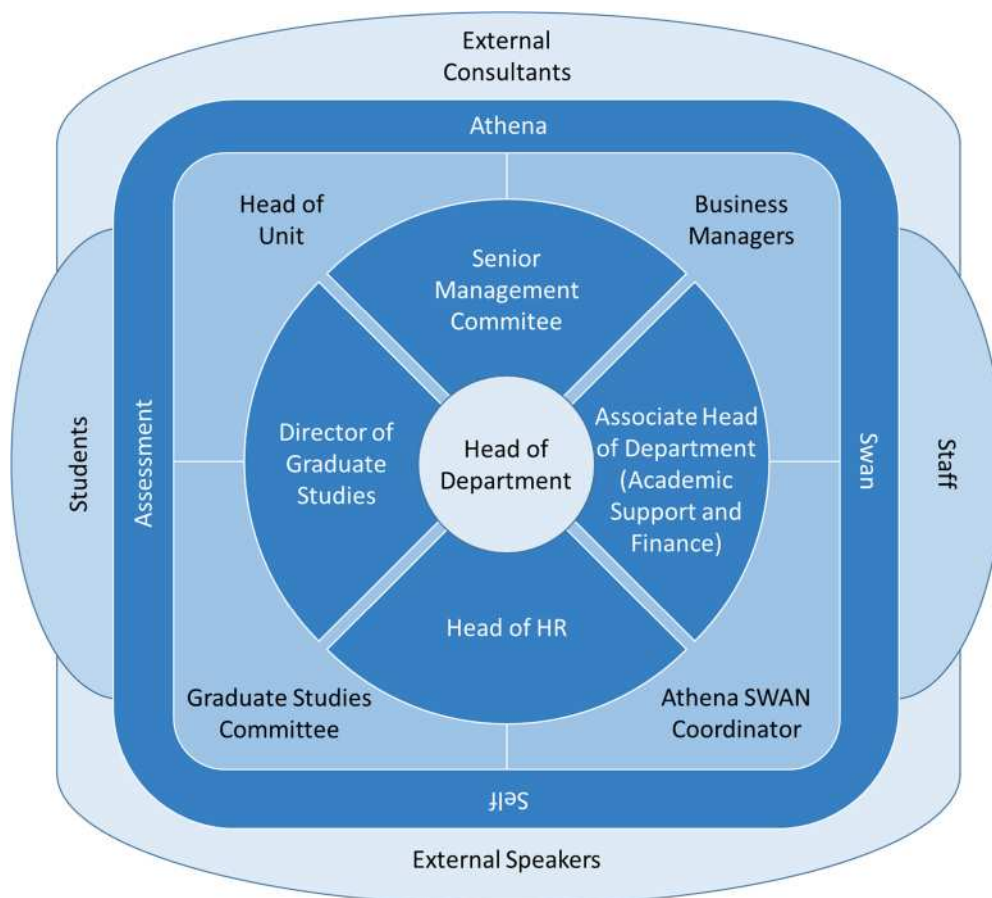 External
Consultants
Athena
Head of
Unit
Business
Managers
Senior
Management
Commitee
Students
Assessment
Director of
Graduate
Studies
Head of
Department
Associate Head
of Department
(Academic
Support and
Finance)
Swan
Staff
Head of HR
Graduate Studies
Committee
Athena SWAN
Coordinator
Self
External Speakers